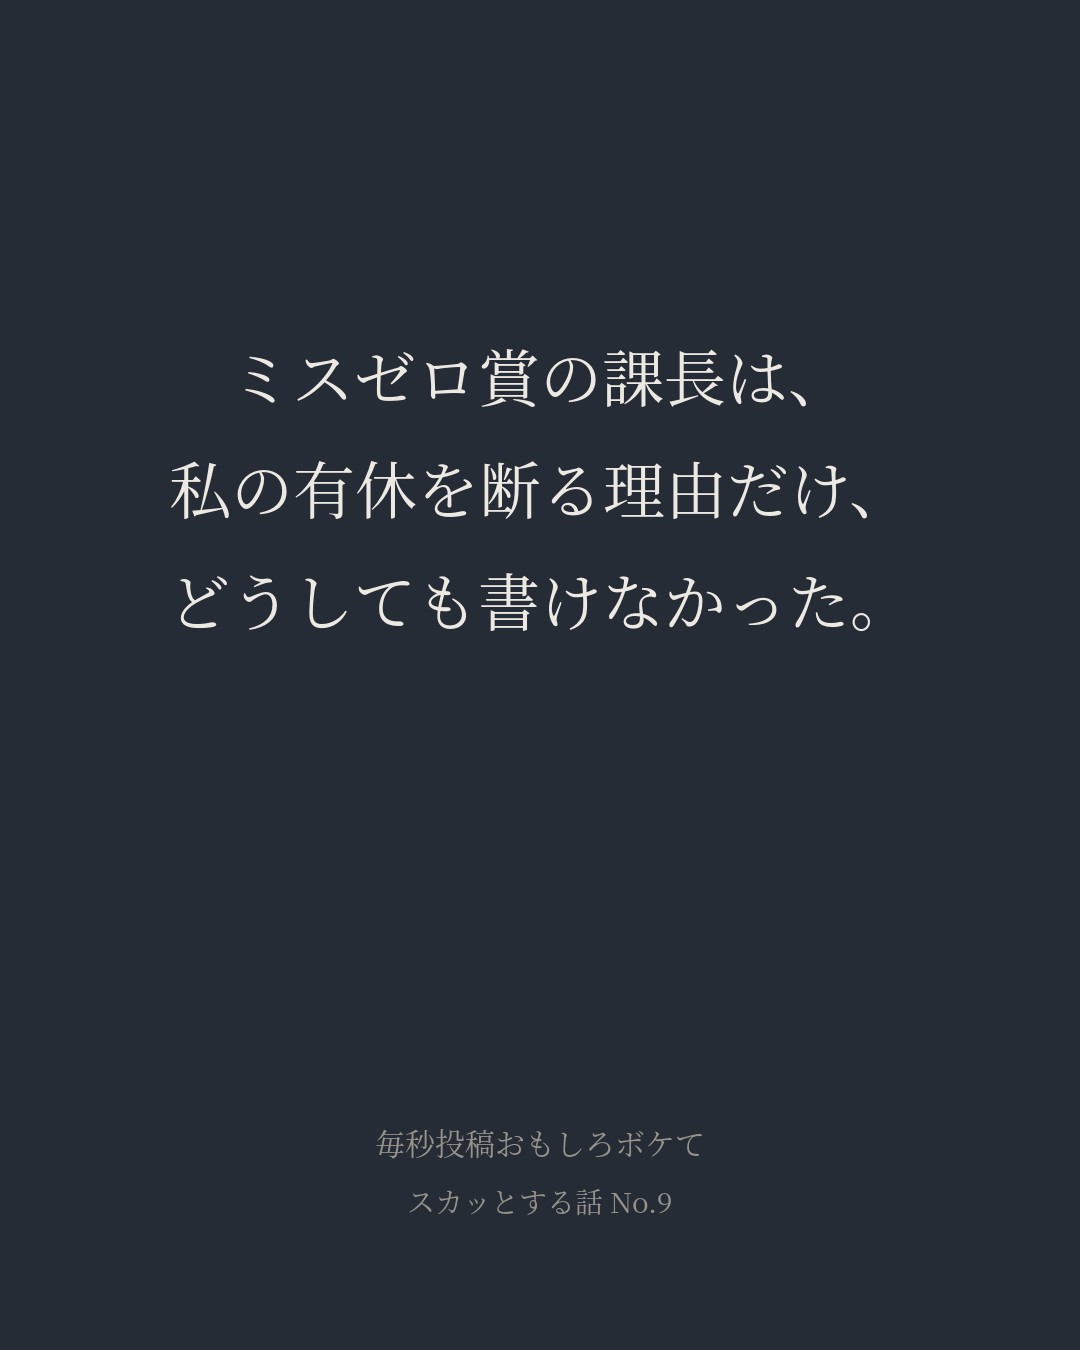 ミスゼロ賞の課長は、
私の有休を断る理由だけ、
どうしても書けなかった。
毎秒投稿おもしろボケて
スカッとする話 No.9